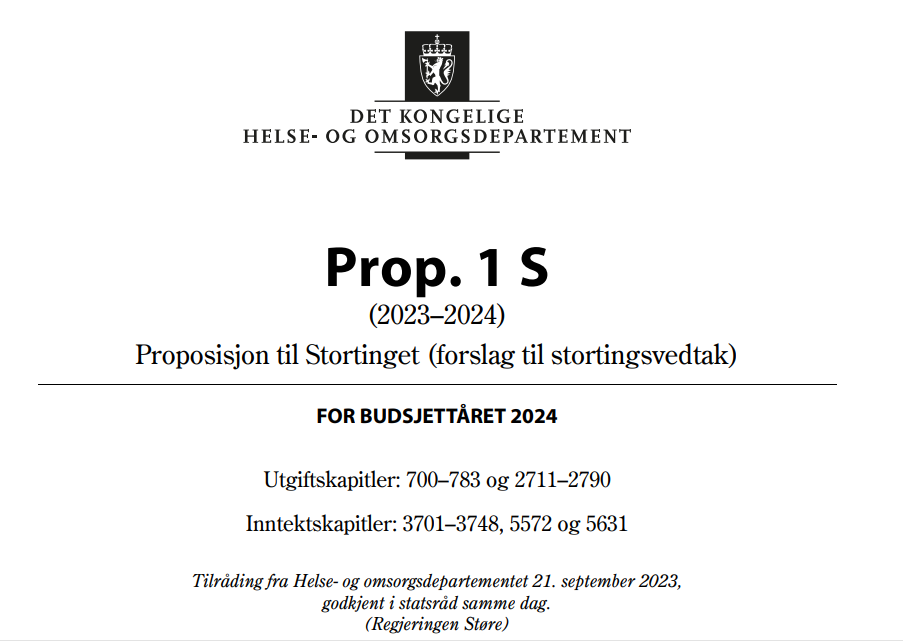 DET KONGELIGE
HELSE- OG OMSORGSDEPARTEMENT
Prop. 1 S
(2023–2024)
Proposisjon til Stortinget (forslag til stortingsvedtak)
FOR BUDSJETTÅRET 2024
Utgiftskapitler: 700–783 og 2711–2790
Inntektskapitler: 3701–3748, 5572 og 5631
Tilråding fra Helse- og omsorgsdepartementet 21. september 2023,
godkjent i statsråd samme dag.
(Regjeringen Støre)